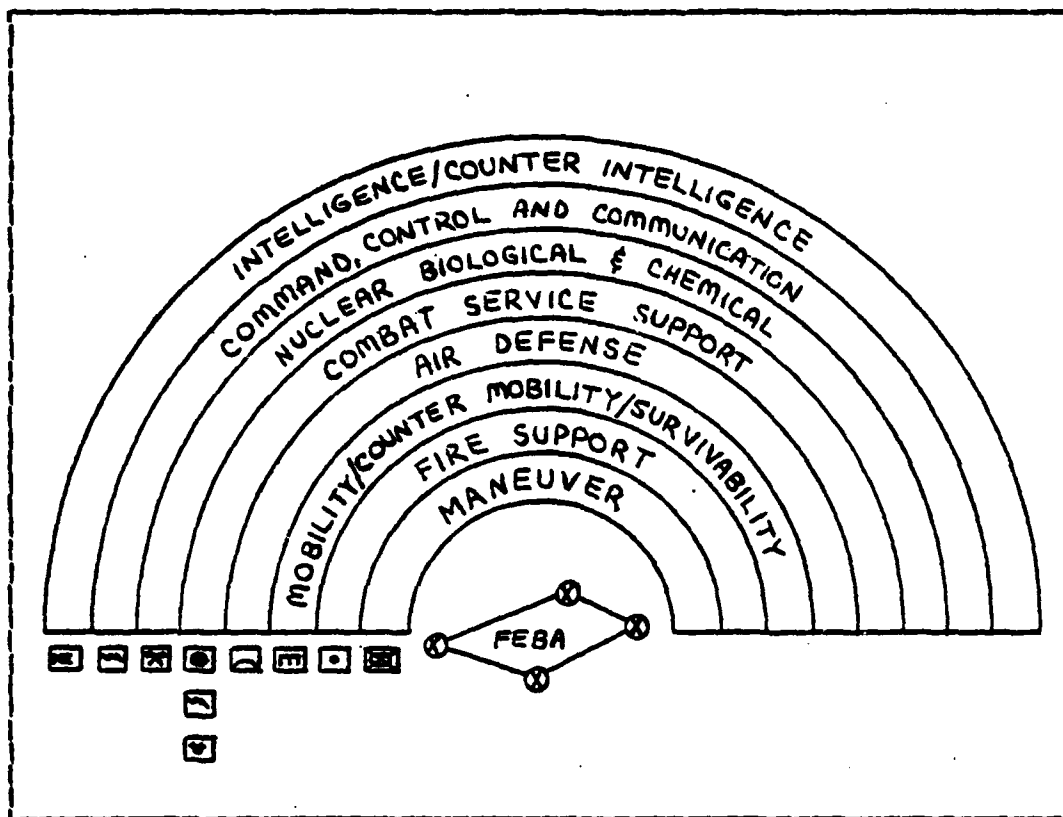 INTELLIGENCE/COUNTER INTELLIGENCE
COMMAND, CONTROL AND COMMUNICATION
NUCLEAR BIOLOGICAL & CHEMICAL
COMBAT SERVICE SUPPORT
AIR DEFENSE
MOBILITY/COUNTER MOBILITY/SURVIVABILITY
FIRE SUPPORT
MANEUVER
FEBA